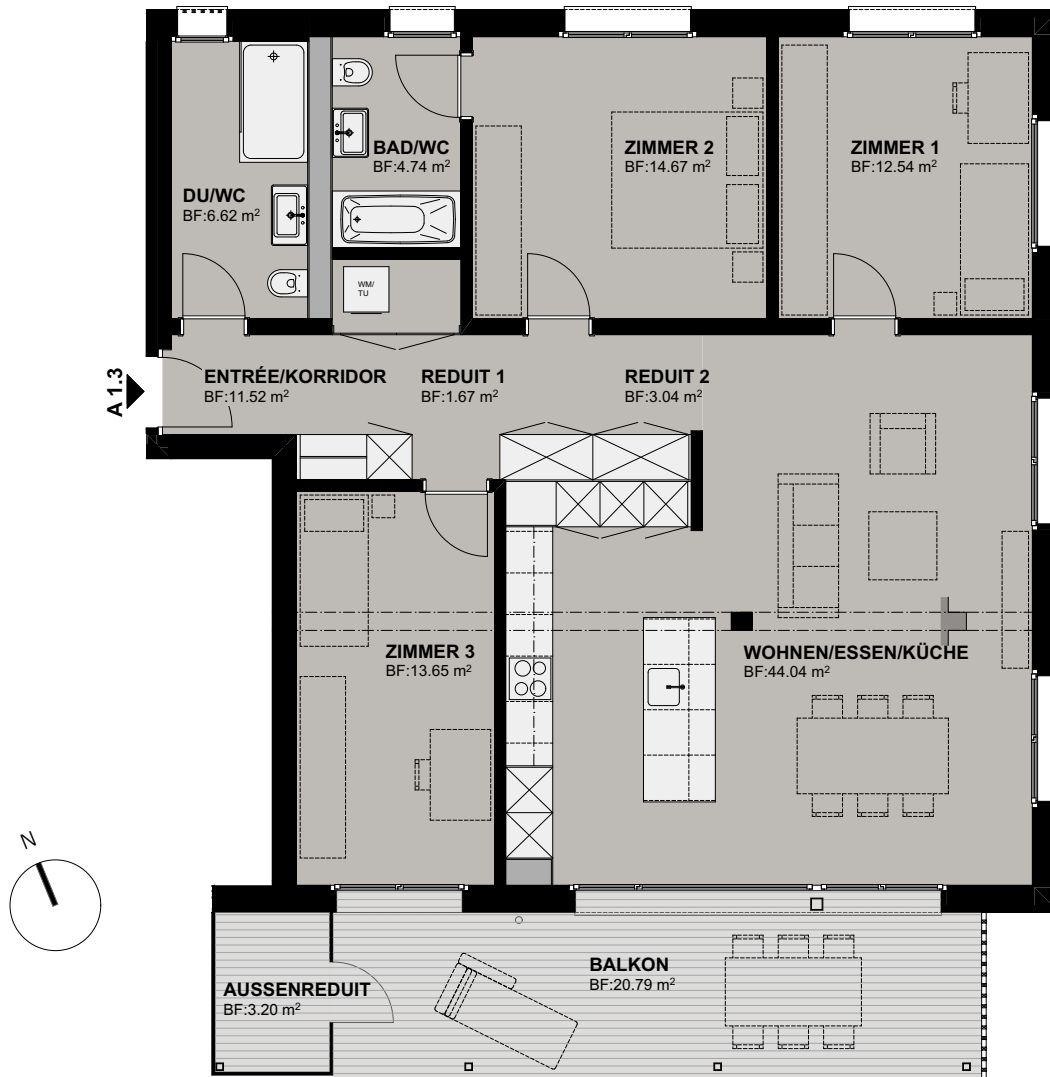 BAD/WC
BF:4.74 m²
ZIMMER 2
BF:14.67 m²
ZIMMER 1
BF:12.54 m²
DU/WC
BF:6.62 m²
WM/
TU
A 1.3
ENTRÉE/KORRIDOR
BF:11.52 m²
REDUIT 1
BF:1.67 m²
REDUIT 2
BF:3.04 m²
ZIMMER 3
BF:13.65 m²
WOHNEN/ESSEN/KÜCHE
BF:44.04 m²
N
BALKON
BF:20.79 m²
AUSSENREDUIT
BF:3.20 m²